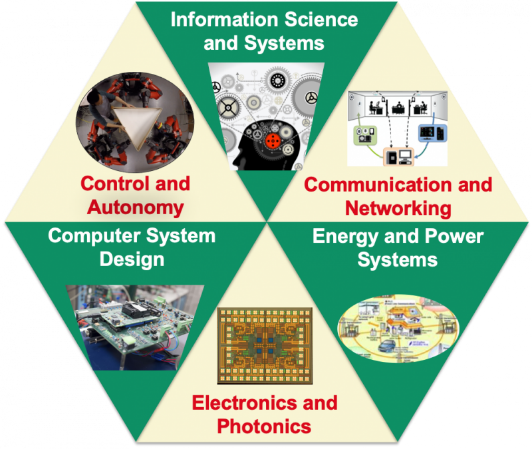 Information Science
and Systems
Control and
Autonomy
Communication and
Networking
Computer System
Design
Energy and Power
Systems
Electronics and
Photonics